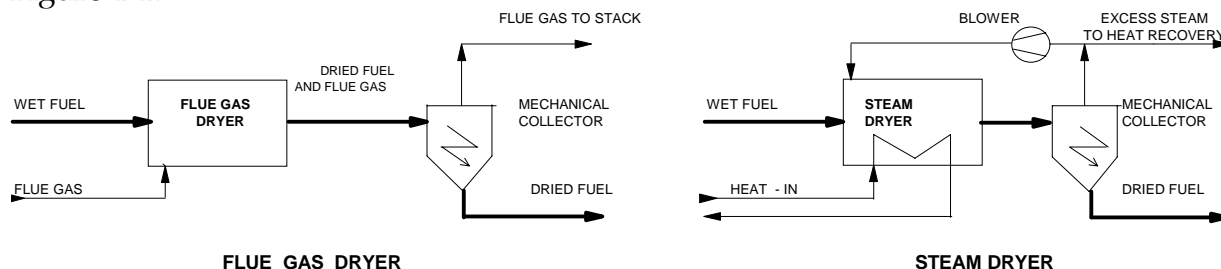 FLUE GAS TO STACK
DRIED FUEL
AND FLUE GAS
WET FUEL
FLUE GAS
DRYER
MECHANICAL
COLLECTOR
FLUE GAS
DRIED FUEL
FLUE GAS DRYER
BLOWER
EXCESS STEAM
TO HEAT RECOVERY
WET FUEL
STEAM
DRYER
MECHANICAL
COLLECTOR
HEAT - IN
DRIED FUEL
STEAM DRYER